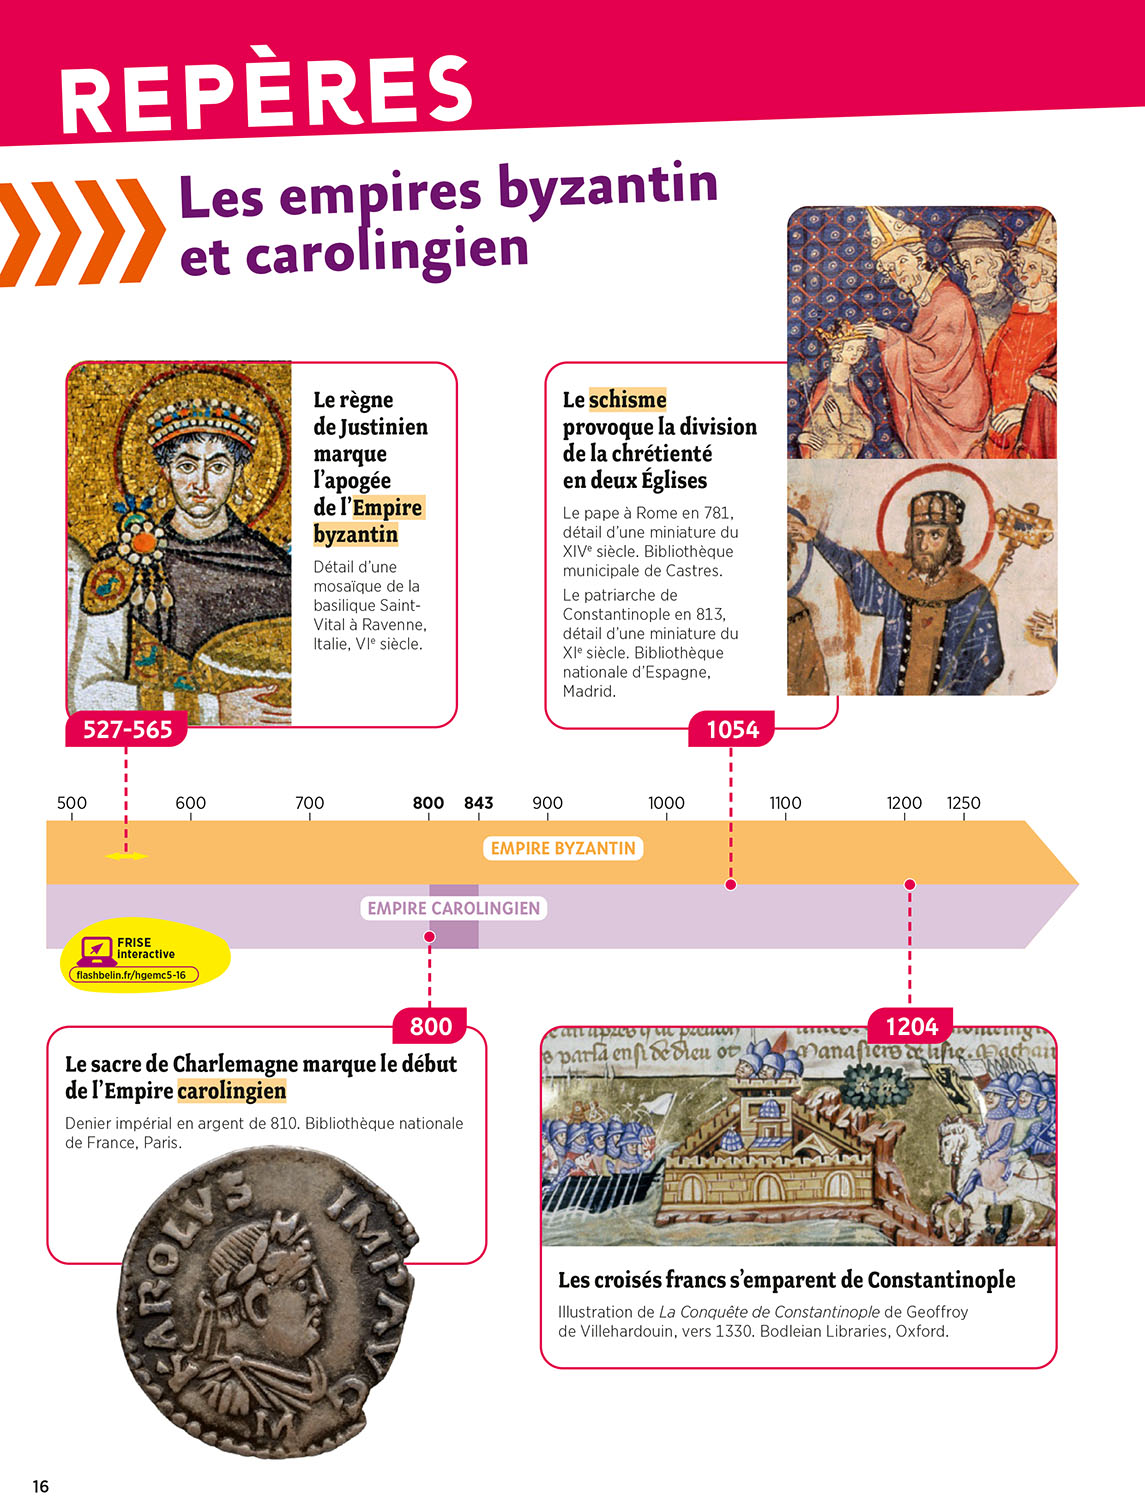 REPÈRES
Les empires byzantin
et carolingien
Le règne
de Justinien
marque
l'apogée
de l'Empire
byzantin
Détail d'une
mosaïque de la
basilique Saint-
Vital à Ravenne,
Italie, VIe siècle.
527-565
Le schisme
provoque la division
de la chrétienté
en deux Églises
Le pape à Rome en 781,
détail d'une miniature du
XIVe siècle. Bibliothèque
municipale de Castres.
Le patriarche de
Constantinople en 813,
détail d'une miniature du
XIe siècle. Bibliothèque
nationale d'Espagne,
Madrid.
1054
500 600 700 800 843 900 1000 1100 1200 1250
EMPIRE BYZANTIN
EMPIRE CAROLINGIEN
FRISE
interactive
flashbelin.fr/hgemc5-16
800
Le sacre de Charlemagne marque le début
de l'Empire carolingien
Denier impérial en argent de 810. Bibliothèque nationale
de France, Paris.
KAROLVS IMP AVG
M
1204
Les croisés francs s'emparent de Constantinople
Illustration de La Conquête de Constantinople de Geoffroy
de Villehardouin, vers 1330. Bodleian Libraries, Oxford.
16